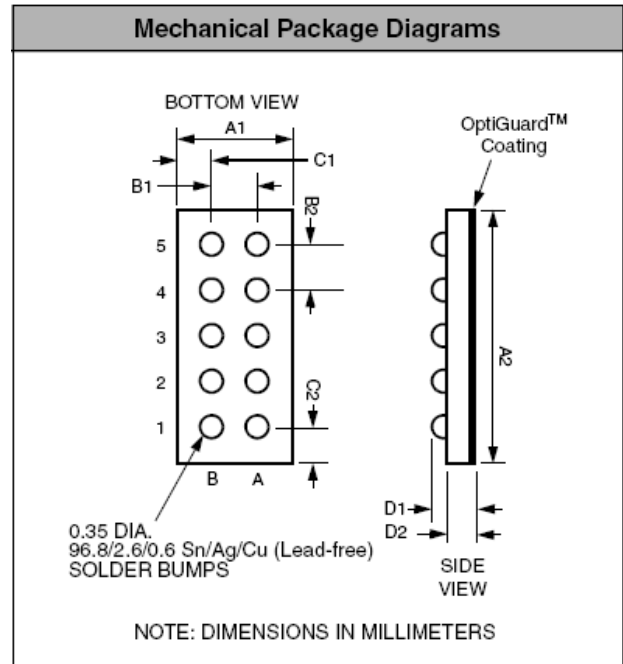 Mechanical Package Diagrams
BOTTOM VIEW
A1
OptiGuard™
Coating
C1
B1
B2
5
4
3
2
1
C2
A2
B A
D1
D2
0.35 DIA.
96.8/2.6/0.6 Sn/Ag/Cu (Lead-free)
SOLDER BUMPS
SIDE
VIEW
NOTE: DIMENSIONS IN MILLIMETERS